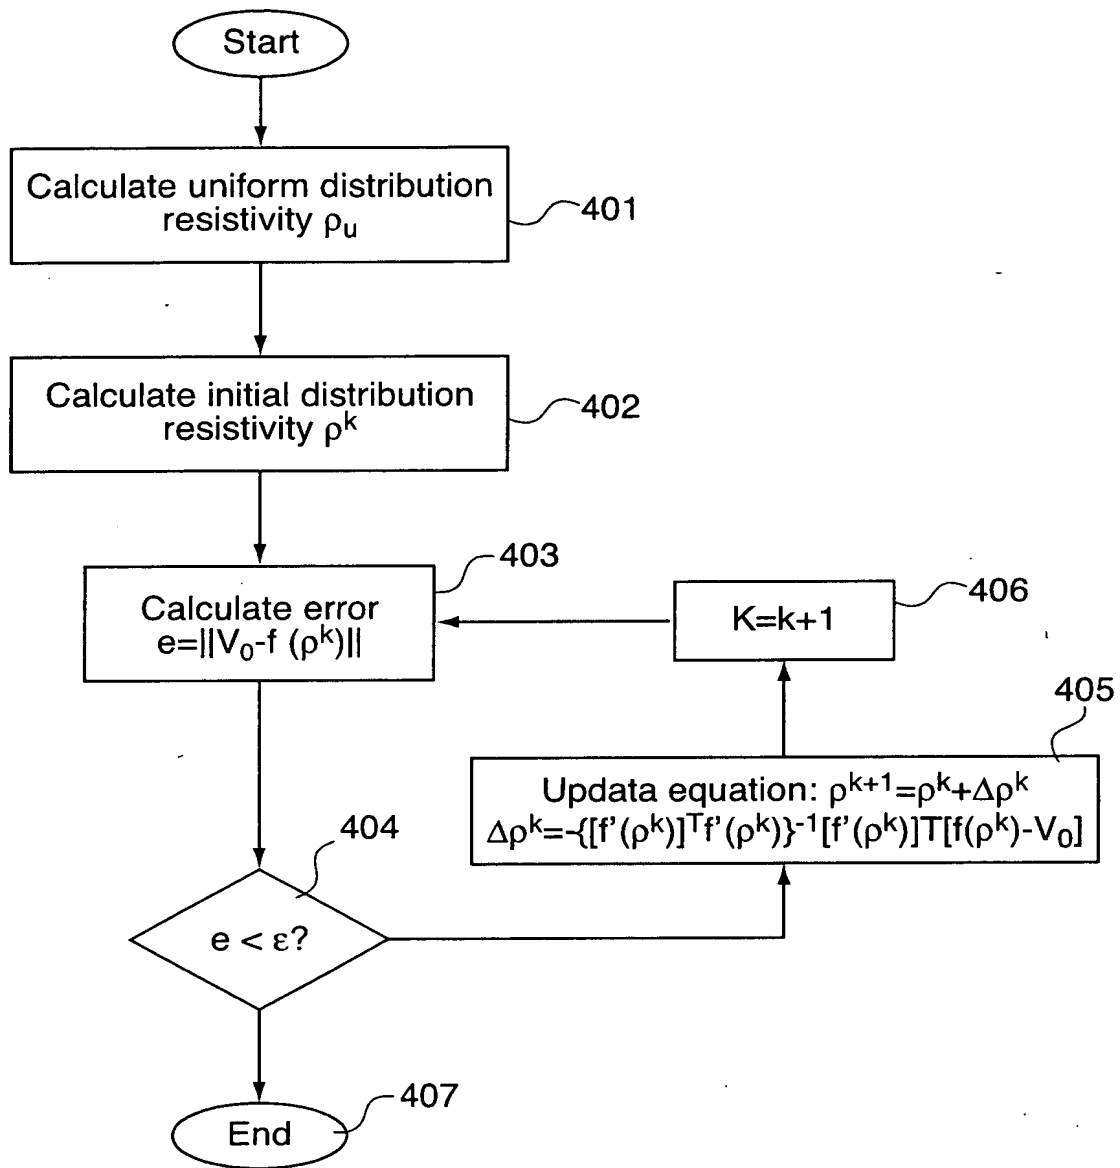 Start
Calculate uniform distribution
resistivity ρᵤ
401
Calculate initial distribution
resistivity ρᵏ
402
403
Calculate error
e=||V₀-f (ρᵏ)||
406
K=k+1
405
Updata equation: ρᵏ⁺¹=ρᵏ+Δρᵏ
Δρᵏ=-{[f'(ρᵏ)]ᵀf'(ρᵏ)}⁻¹[f'(ρᵏ)]T[f(ρᵏ)-V₀]
404
e < ε?
407
End